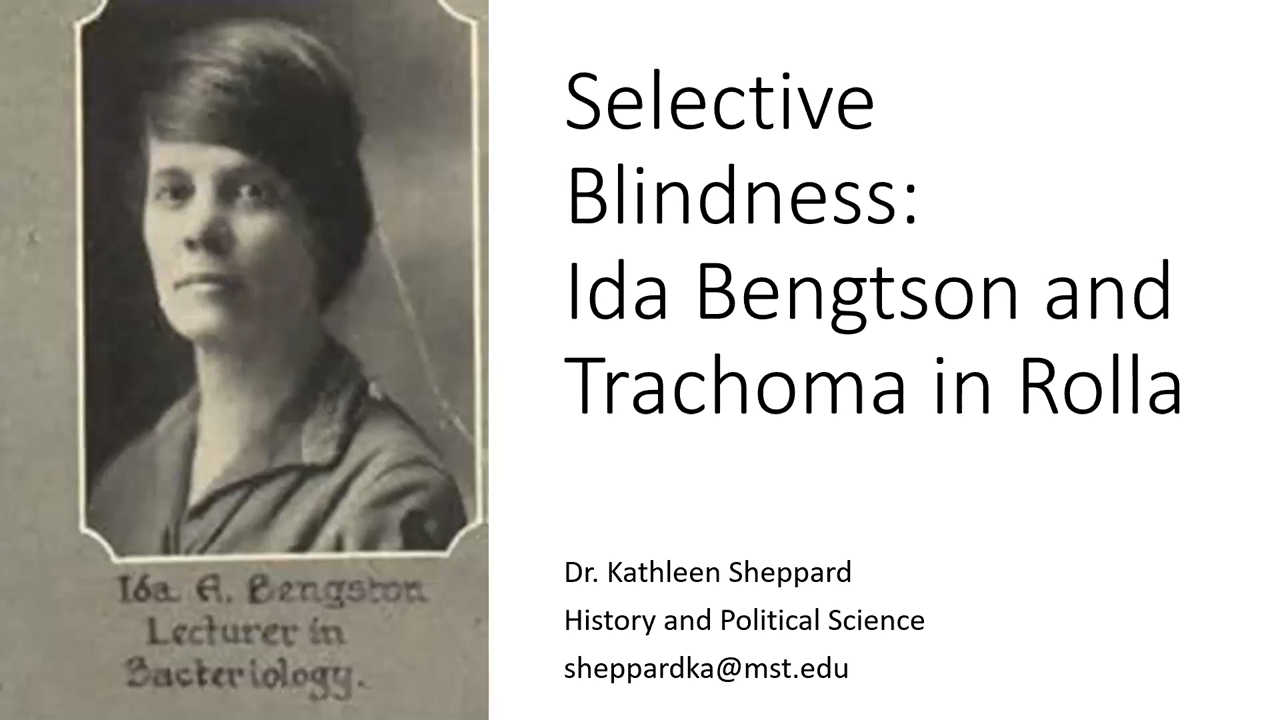 Selective
Blindness:
Ida Bengtson and
Trachoma in Rolla
Dr. Kathleen Sheppard
History and Political Science
sheppardka@mst.edu
Ida A. Bengston
Lecturer in
Bacteriology.